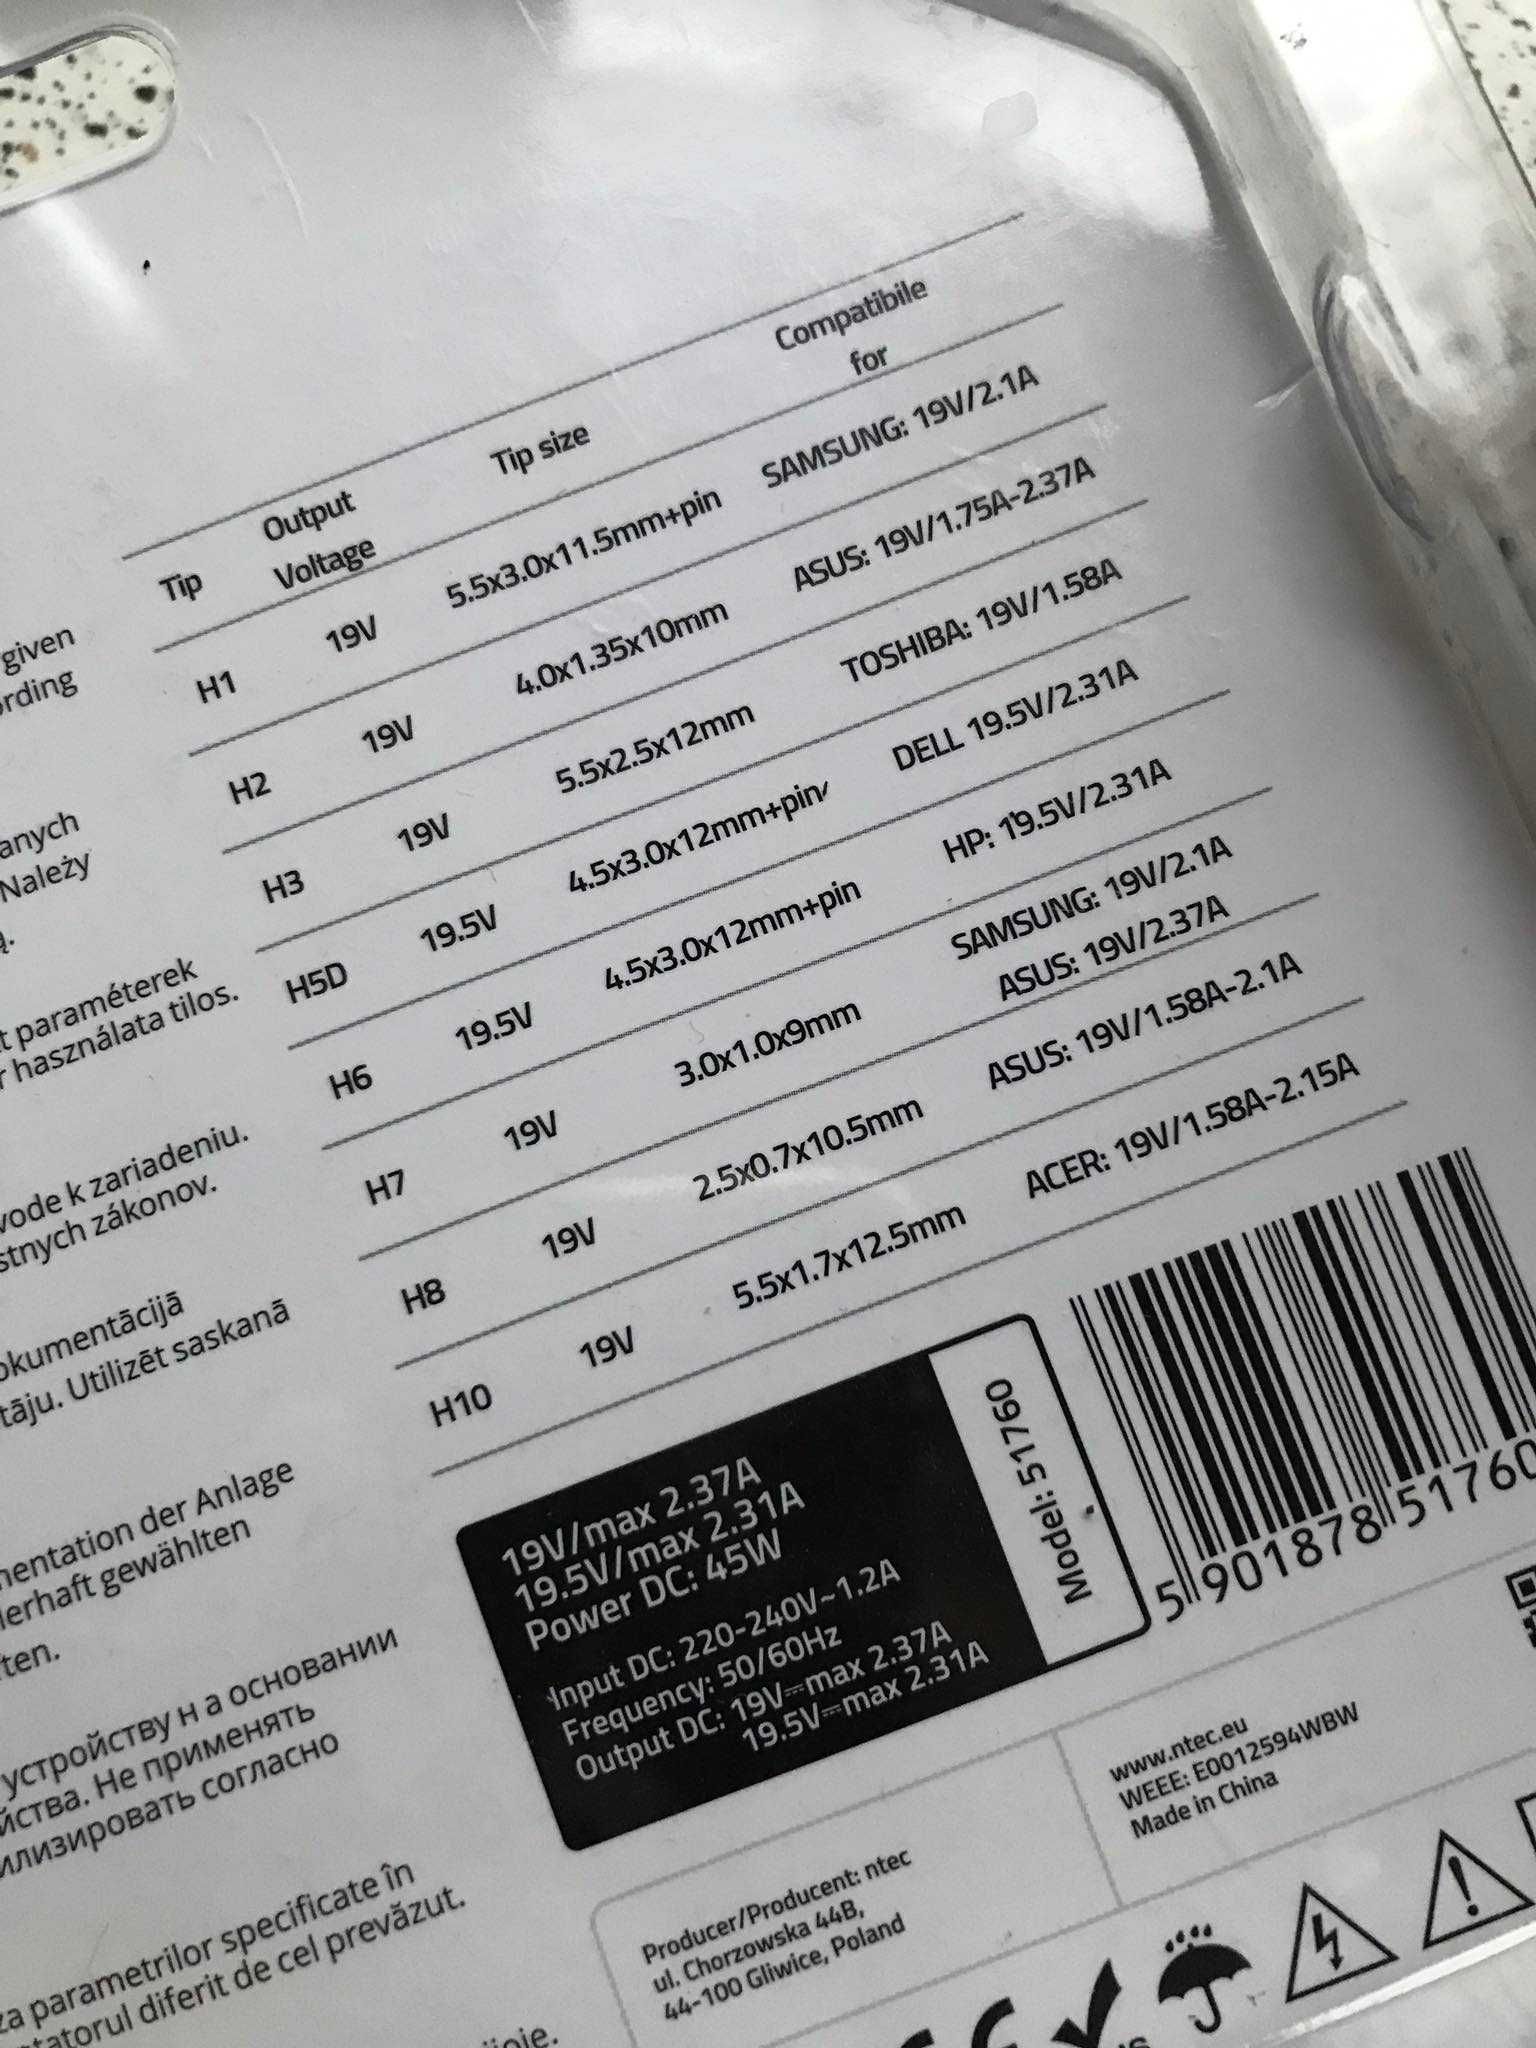 given
ording
anych
Należy
ą.
t paraméterek
r használata tilos.
vode k zariadeniu.
stnych zákonov.
okumentācijā
tāju. Utilizēt saskanā
mentation der Anlage
lerhaft gewählten
ten.
устройству н а основании
йства. Не применять
илизировать согласно
za parametrilor specificate în
tatorul diferit de cel prevăzut.
Tip Output Voltage Tip size Compatibile for
H1 19V 5.5x3.0x11.5mm+pin SAMSUNG: 19V/2.1A
H2 19V 4.0x1.35x10mm ASUS: 19V/1.75A-2.37A
H3 19V 5.5x2.5x12mm TOSHIBA: 19V/1.58A
H5D 19.5V 4.5x3.0x12mm+pin DELL 19.5V/2.31A
H6 19.5V 4.5x3.0x12mm+pin HP: 19.5V/2.31A
H7 19V 3.0x1.0x9mm SAMSUNG: 19V/2.1A
ASUS: 19V/2.37A
H8 19V 2.5x0.7x10.5mm ASUS: 19V/1.58A-2.1A
H10 19V 5.5x1.7x12.5mm ACER: 19V/1.58A-2.15A
19V/max 2.37A
19.5V/max 2.31A
Power DC: 45W
Input DC: 220-240V~1.2A
Frequency: 50/60Hz
Output DC: 19V⎓max 2.37A
19.5V⎓max 2.31A
Model: 51760
5 901878 51760
www.ntec.eu
WEEE: E0012594WBW
Made in China
Producer/Producent: ntec
ul. Chorzowska 44B,
44-100 Gliwice, Poland